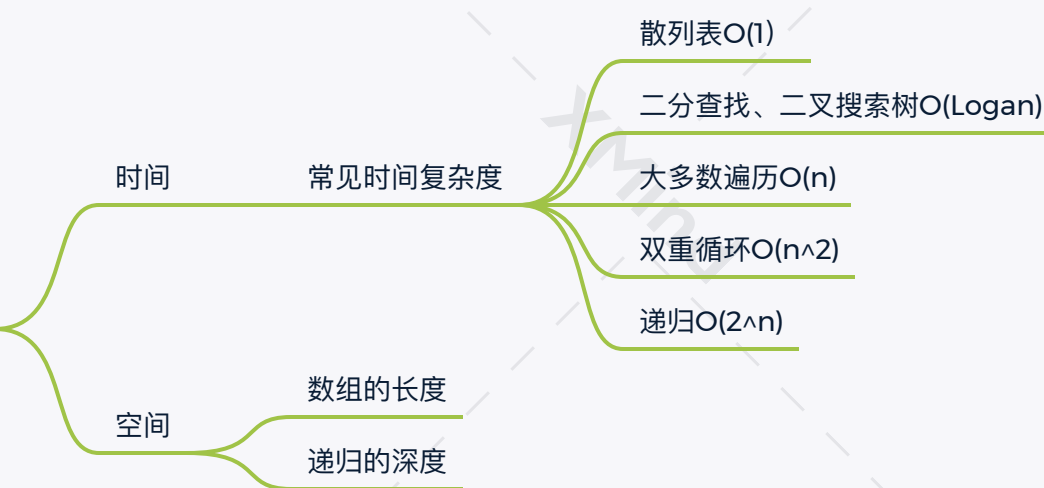 散列表O(1)
二分查找、二叉搜索树O(Logan)
时间
常见时间复杂度
大多数遍历O(n)
双重循环O(n^2)
递归O(2^n)
数组的长度
空间
递归的深度
XMind